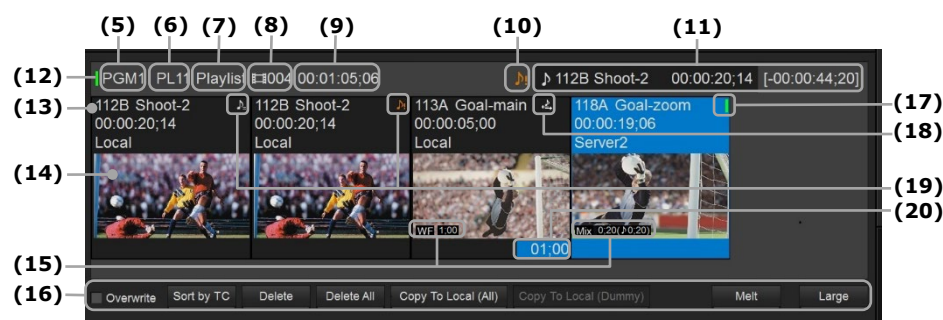 (5) (6) (7) (8) (9) (10) (11)
(12) PGM1 PL11 Playlist 004 00:01:05;06 ♪! ♪ 112B Shoot-2 00:00:20;14 [-00:00:44;20]
(13) 112B Shoot-2 ♪ 112B Shoot-2 ♪! 113A Goal-main 118A Goal-zoom (17)
00:00:20;14 00:00:20;14 00:00:05;00 00:00:19;06 (18)
Local Local Local Server2
(14) (19)
(20)
WF 1:00 Mix 0:20(♪0:20)
01;00
(15)
(16) Overwrite Sort by TC Delete Delete All Copy To Local (All) Copy To Local (Dummy) Melt Large